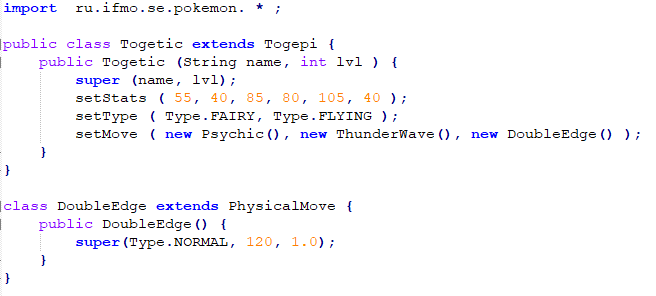 import ru.ifmo.se.pokemon. * ;
public class Togetic extends Togepi {
public Togetic (String name, int lvl ) {
super (name, lvl);
setStats ( 55, 40, 85, 80, 105, 40 );
setType ( Type.FAIRY, Type.FLYING );
setMove ( new Psychic(), new ThunderWave(), new DoubleEdge() );
}
}
class DoubleEdge extends PhysicalMove {
public DoubleEdge() {
super(Type.NORMAL, 120, 1.0);
}
}